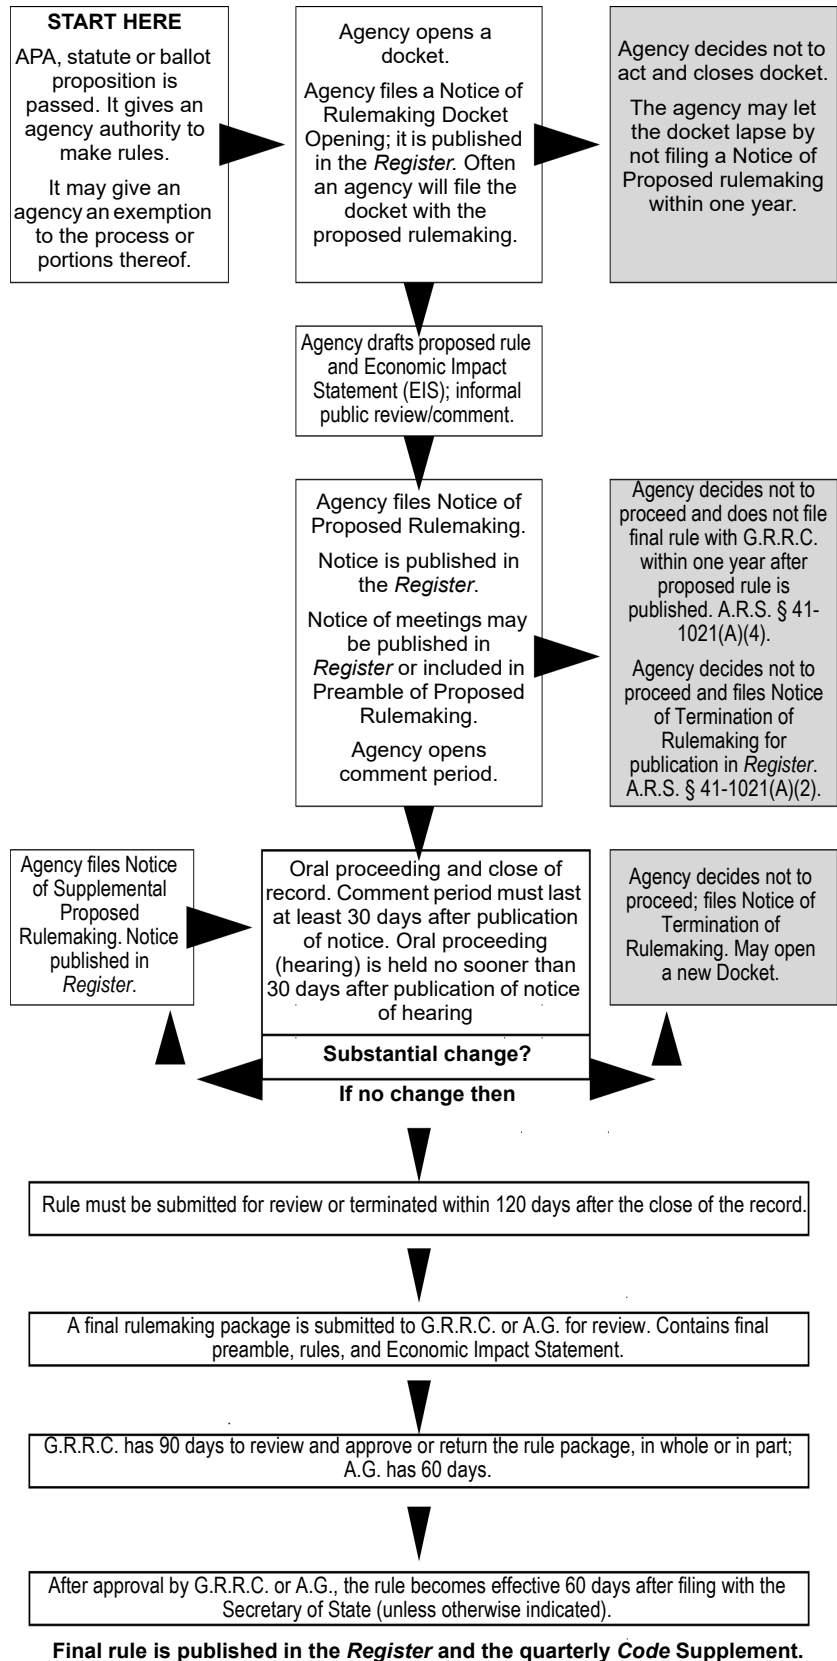 START HERE
APA, statute or ballot
proposition is
passed. It gives an
agency authority to
make rules.
It may give an
agency an exemption
to the process or
portions thereof.
Agency opens a
docket.
Agency files a Notice of
Rulemaking Docket
Opening; it is published
in the Register. Often
an agency will file the
docket with the
proposed rulemaking.
Agency decides not to
act and closes docket.
The agency may let
the docket lapse by
not filing a Notice of
Proposed rulemaking
within one year.
Agency drafts proposed rule
and Economic Impact
Statement (EIS); informal
public review/comment.
Agency files Notice of
Proposed Rulemaking.
Notice is published in
the Register.
Notice of meetings may
be published in
Register or included in
Preamble of Proposed
Rulemaking.
Agency opens
comment period.
Agency decides not to
proceed and does not file
final rule with G.R.R.C.
within one year after
proposed rule is
published. A.R.S. § 41-
1021(A)(4).
Agency decides not to
proceed and files Notice
of Termination of
Rulemaking for
publication in Register.
A.R.S. § 41-1021(A)(2).
Agency files Notice
of Supplemental
Proposed
Rulemaking. Notice
published in
Register.
Oral proceeding and close of
record. Comment period must last
at least 30 days after publication
of notice. Oral proceeding
(hearing) is held no sooner than
30 days after publication of notice
of hearing
Agency decides not to
proceed; files Notice of
Termination of
Rulemaking. May open
a new Docket.
Substantial change?
If no change then
Rule must be submitted for review or terminated within 120 days after the close of the record.
A final rulemaking package is submitted to G.R.R.C. or A.G. for review. Contains final
preamble, rules, and Economic Impact Statement.
G.R.R.C. has 90 days to review and approve or return the rule package, in whole or in part;
A.G. has 60 days.
After approval by G.R.R.C. or A.G., the rule becomes effective 60 days after filing with the
Secretary of State (unless otherwise indicated).
Final rule is published in the Register and the quarterly Code Supplement.